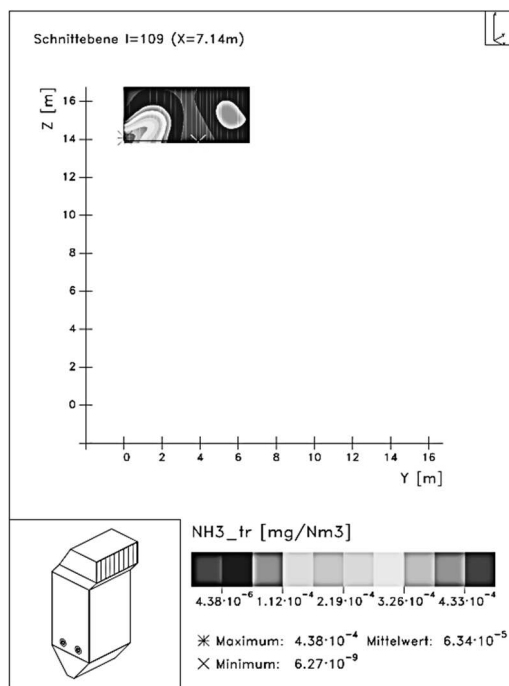 Schnittebene I=109 (X=7.14m)
Z [m]
16
14
12
10
8
6
4
2
0
0 2 4 6 8 10 12 14 16
Y [m]
NH3_tr [mg/Nm3]
4.38·10⁻⁶ 1.12·10⁻⁴ 2.19·10⁻⁴ 3.26·10⁻⁴ 4.33·10⁻⁴
Maximum: 4.38·10⁻⁴ Mittelwert: 6.34·10⁻⁵
Minimum: 6.27·10⁻⁹